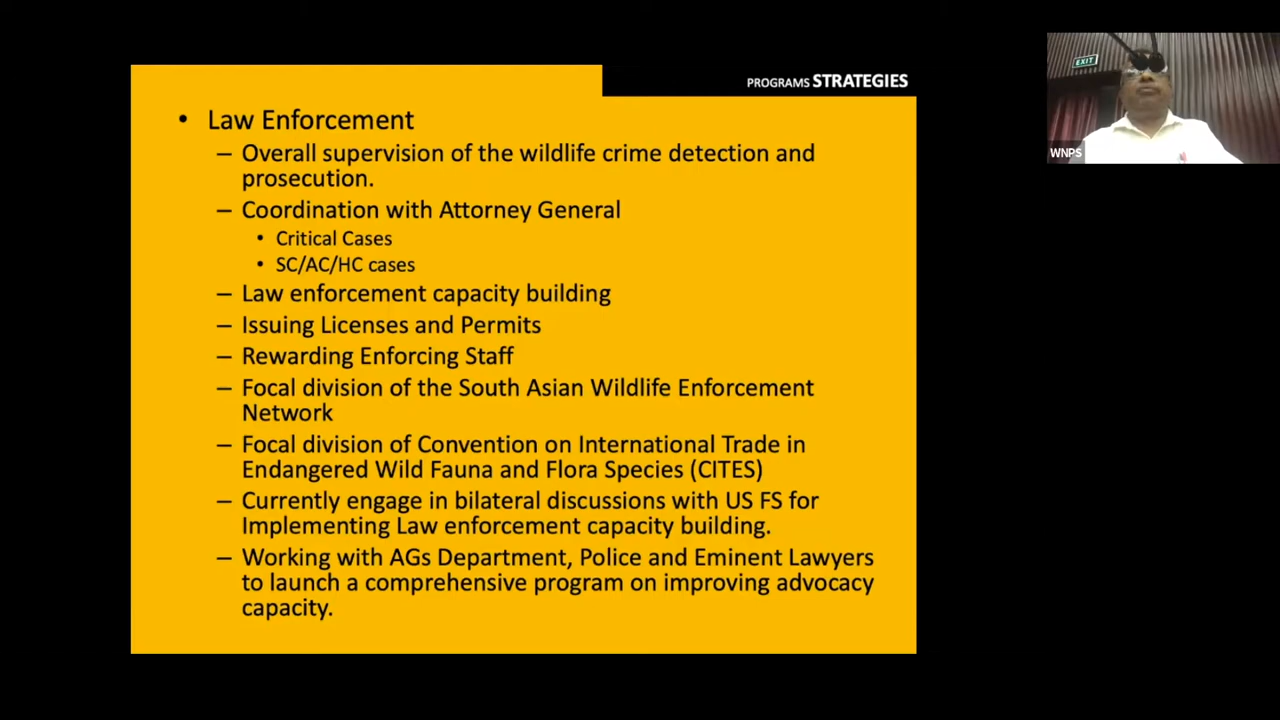 PROGRAMS STRATEGIES
• Law Enforcement
– Overall supervision of the wildlife crime detection and
prosecution.
– Coordination with Attorney General
• Critical Cases
• SC/AC/HC cases
– Law enforcement capacity building
– Issuing Licenses and Permits
– Rewarding Enforcing Staff
– Focal division of the South Asian Wildlife Enforcement
Network
– Focal division of Convention on International Trade in
Endangered Wild Fauna and Flora Species (CITES)
– Currently engage in bilateral discussions with US FS for
Implementing Law enforcement capacity building.
– Working with AGs Department, Police and Eminent Lawyers
to launch a comprehensive program on improving advocacy
capacity.
EXIT
WNPS